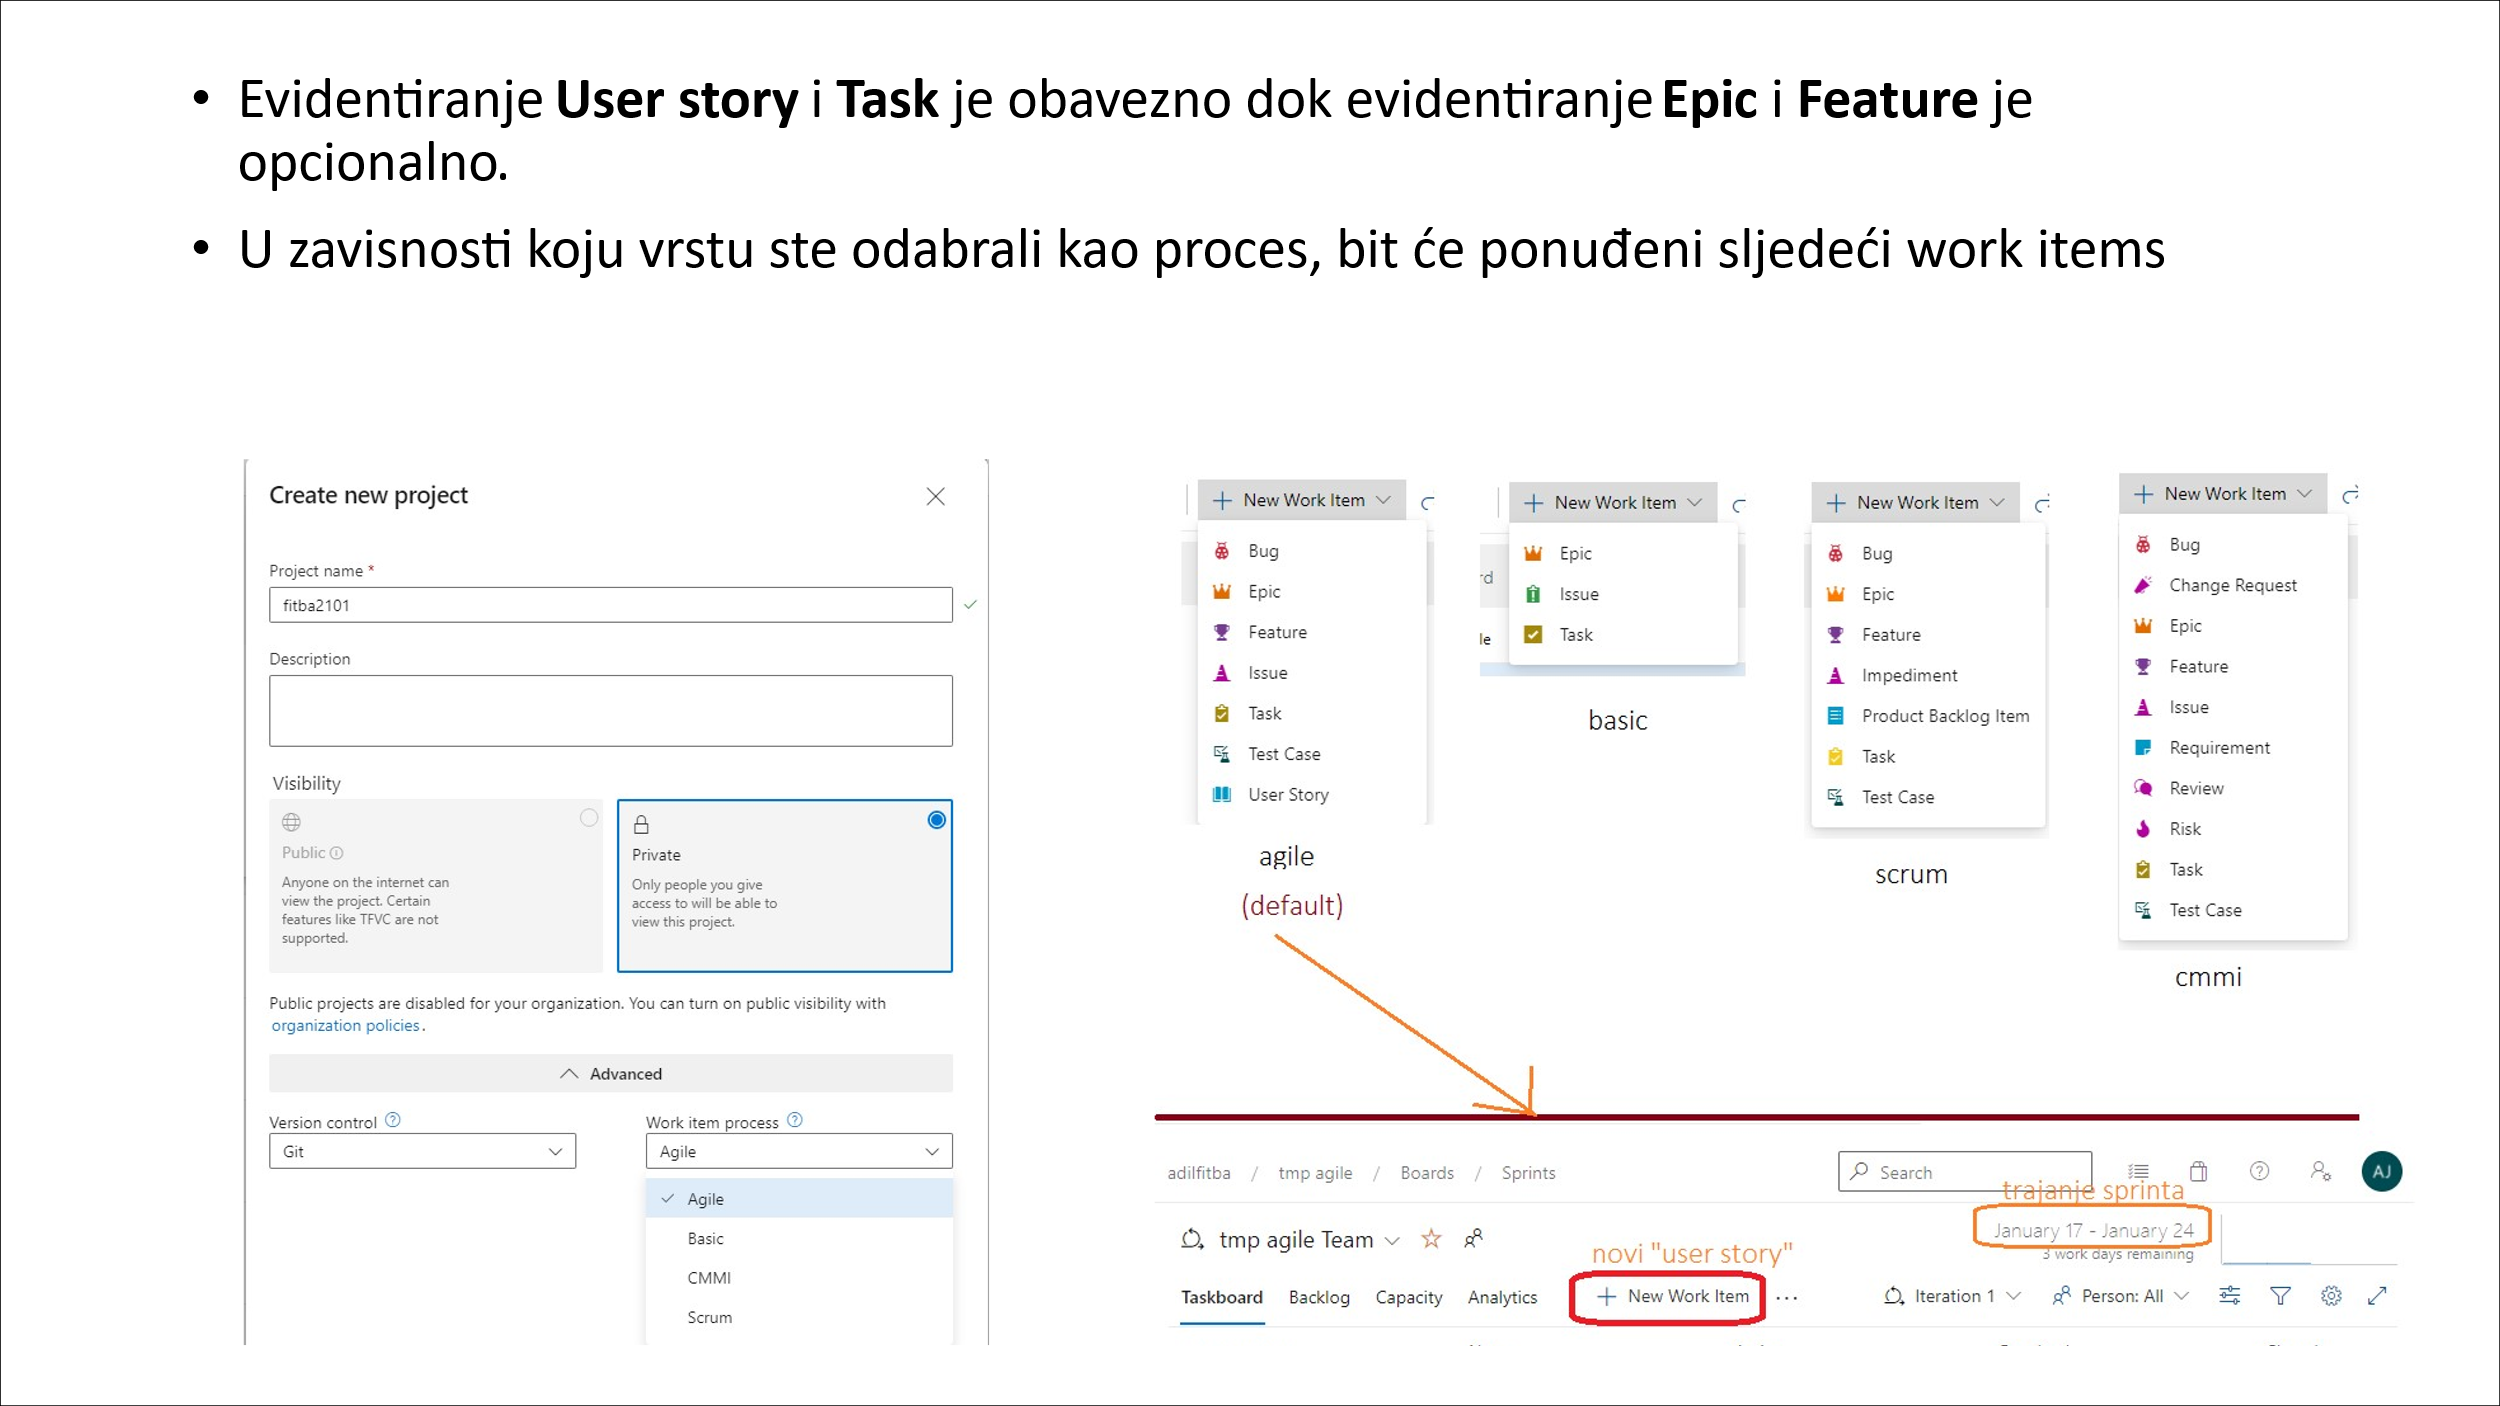 • Evidentiranje User story i Task je obavezno dok evidentiranje Epic i Feature je
opcionalno.
• U zavisnosti koju vrstu ste odabrali kao proces, bit će ponuđeni sljedeći work items
Create new project
Project name *
fitba2101
Description
Visibility
Public
Anyone on the internet can
view the project. Certain
features like TFVC are not
supported.
Private
Only people you give
access to will be able to
view this project.
Public projects are disabled for your organization. You can turn on public visibility with
organization policies.
Advanced
Version control
Git
Work item process
Agile
Agile
Basic
CMMI
Scrum
New Work Item
Bug
Epic
Feature
Issue
Task
Test Case
User Story
agile
(default)
New Work Item
Epic
Issue
Task
basic
New Work Item
Bug
Epic
Feature
Impediment
Product Backlog Item
Task
Test Case
scrum
New Work Item
Bug
Change Request
Epic
Feature
Issue
Requirement
Review
Risk
Task
Test Case
cmmi
adilfitba / tmp agile / Boards / Sprints
Search
AJ
trajanje sprinta
tmp agile Team
January 17 - January 24
3 work days remaining
novi "user story"
Taskboard Backlog Capacity Analytics
New Work Item ...
Iteration 1
Person: All